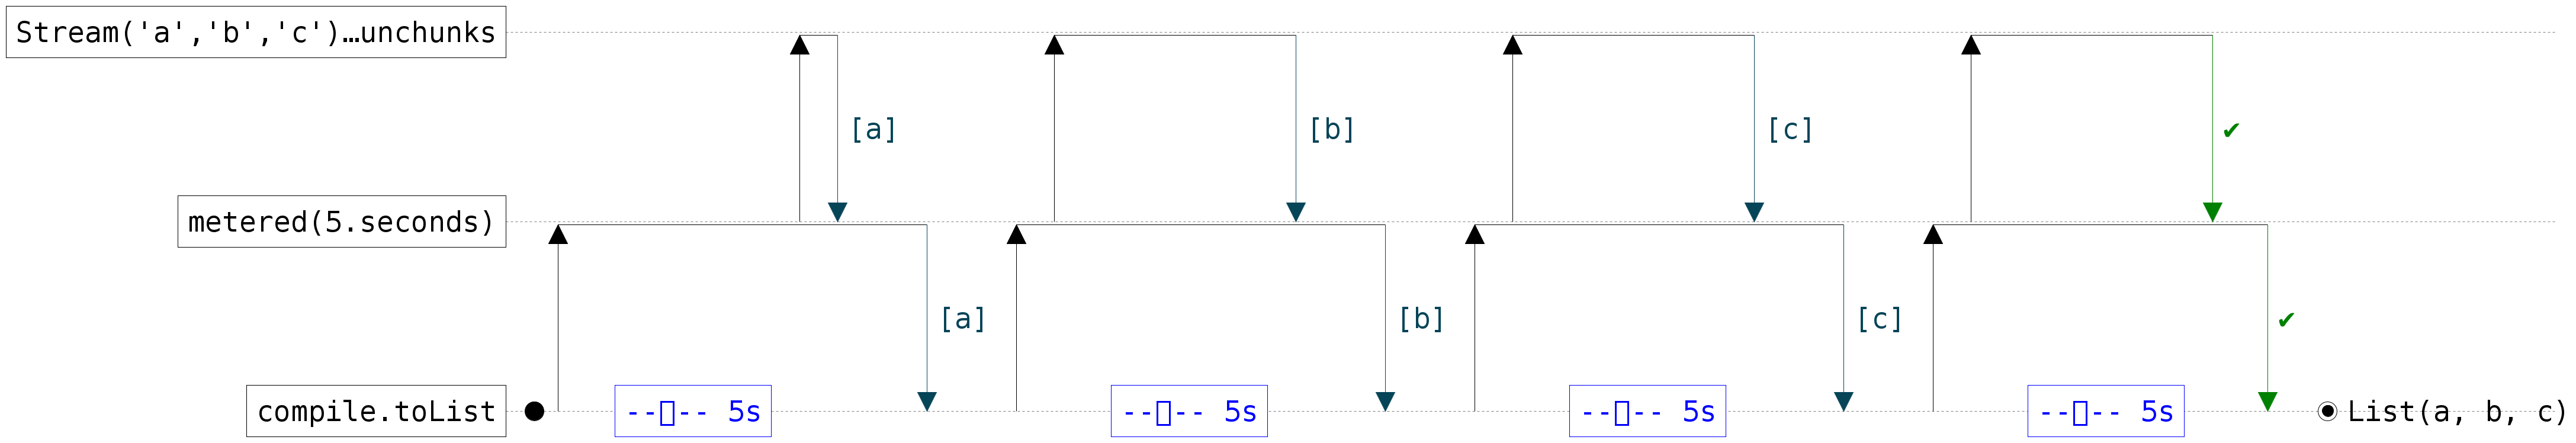 Stream('a','b','c')…unchunks
[a]
[b]
[c]
✔
metered(5.seconds)
[a]
[b]
[c]
✔
compile.toList
--▯-- 5s
--▯-- 5s
--▯-- 5s
--▯-- 5s
List(a, b, c)